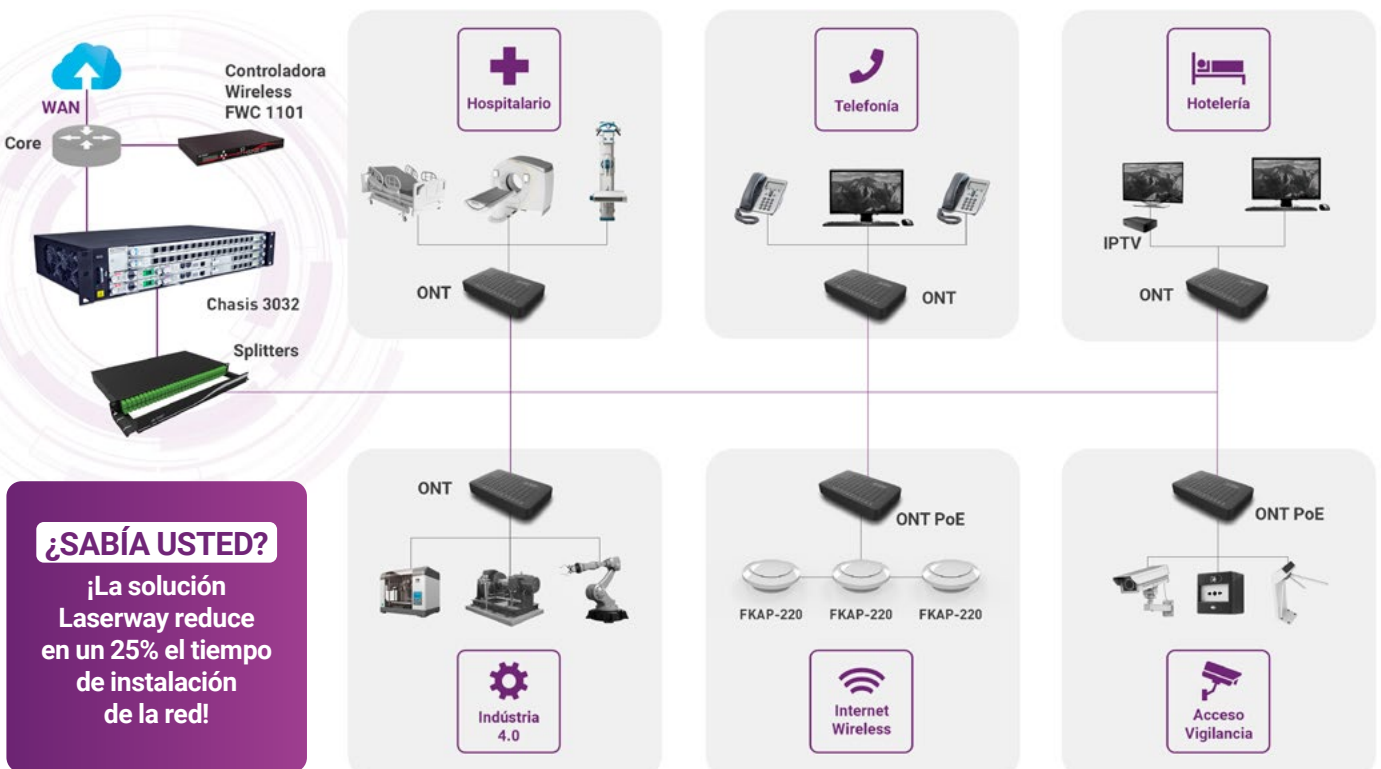 WAN
Core
Controladora
Wireless
FWC 1101
Chasis 3032
Splitters
Hospitalario
ONT
Telefonía
ONT
Hotelería
IPTV
ONT
¿SABÍA USTED?
¡La solución
Laserway reduce
en un 25% el tiempo
de instalación
de la red!
ONT
Indústria
4.0
ONT PoE
FKAP-220 FKAP-220 FKAP-220
Internet
Wireless
ONT PoE
Acceso
Vigilancia